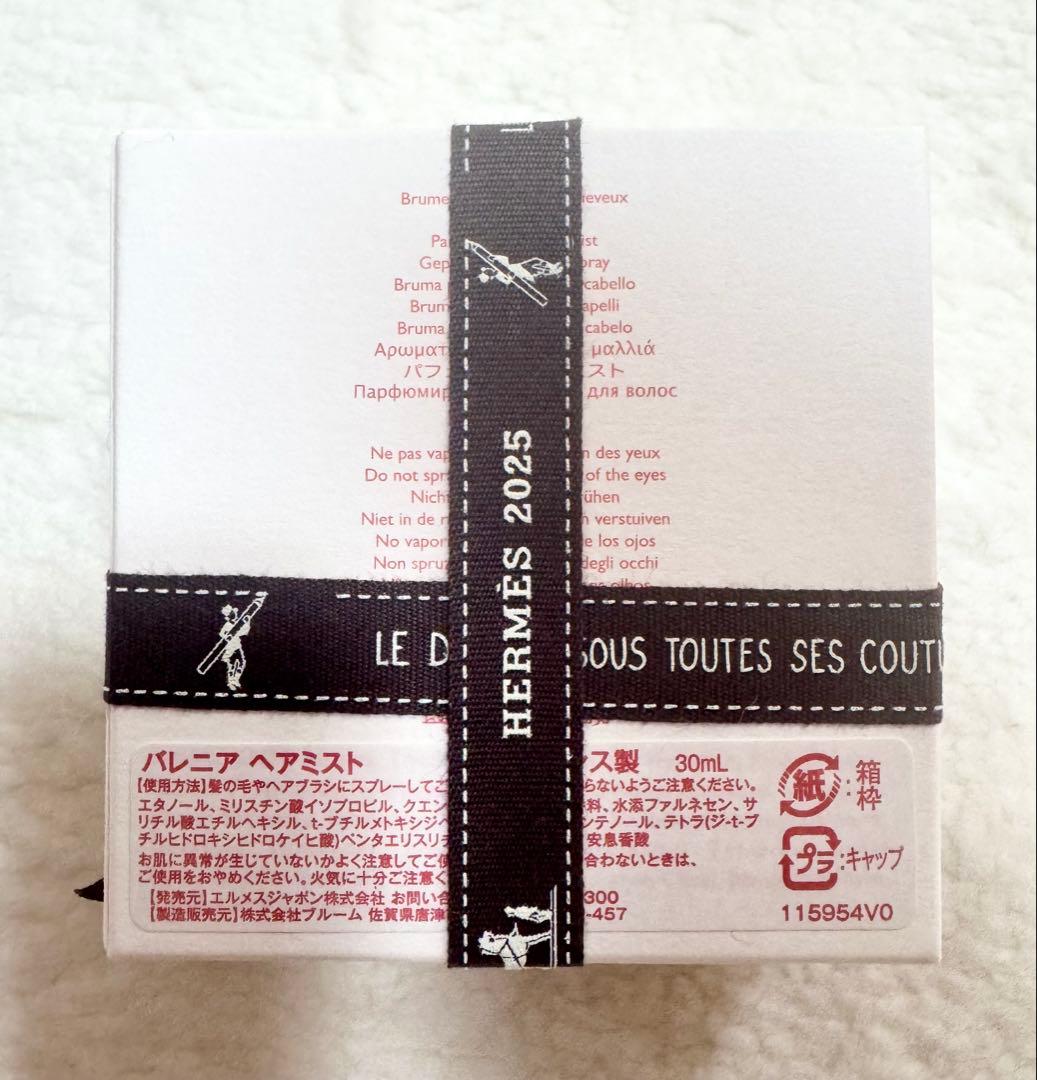 Brume eveux
Pa ist
Gep pray
Bruma cabello
Brum apelli
Bruma cabelo
Αρωματ μαλλιά
パフ スト
Парфюмир для волос
Ne pas vap n des yeux
Do not spr of the eyes
Nicht ühen
Niet in de r n verstuiven
No vapor e los ojos
Non spruz degli occhi
HERMÈS 2025
LE D SOUS TOUTES SES COUTU
バレニア ヘアミスト ンス製 30mL
【使用方法】髪の毛やヘアブラシにスプレーしてご らないようご注意ください。
エタノール、ミリスチン酸イソプロピル、クエン 料、水添ファルネセン、サ
リチル酸エチルヘキシル、t-ブチルメトキシジベ ンテノール、テトラ(ジ-t-ブ
チルヒドロキシヒドロケイヒ酸)ペンタエリスリチ 安息香酸
お肌に異常が生じていないかよく注意してご使 合わないときは、
ご使用をおやめください。火気に十分ご注意く
【発売元】エルメスジャポン株式会社 お問い合 300
【製造販売元】株式会社ブルーム 佐賀県唐津 -457
紙:箱
枠
プラ:キャップ
115954V0